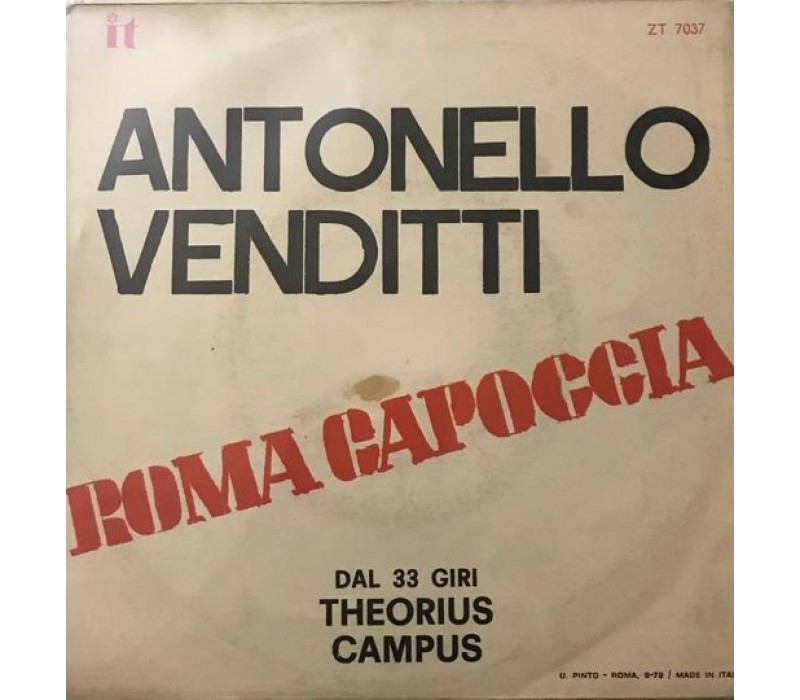 it
ZT 7037
ANTONELLO
VENDITTI
ROMA CAPOCCIA
DAL 33 GIRI
THEORIUS
CAMPUS
U. PINTO - ROMA, 9-72 / MADE IN ITA